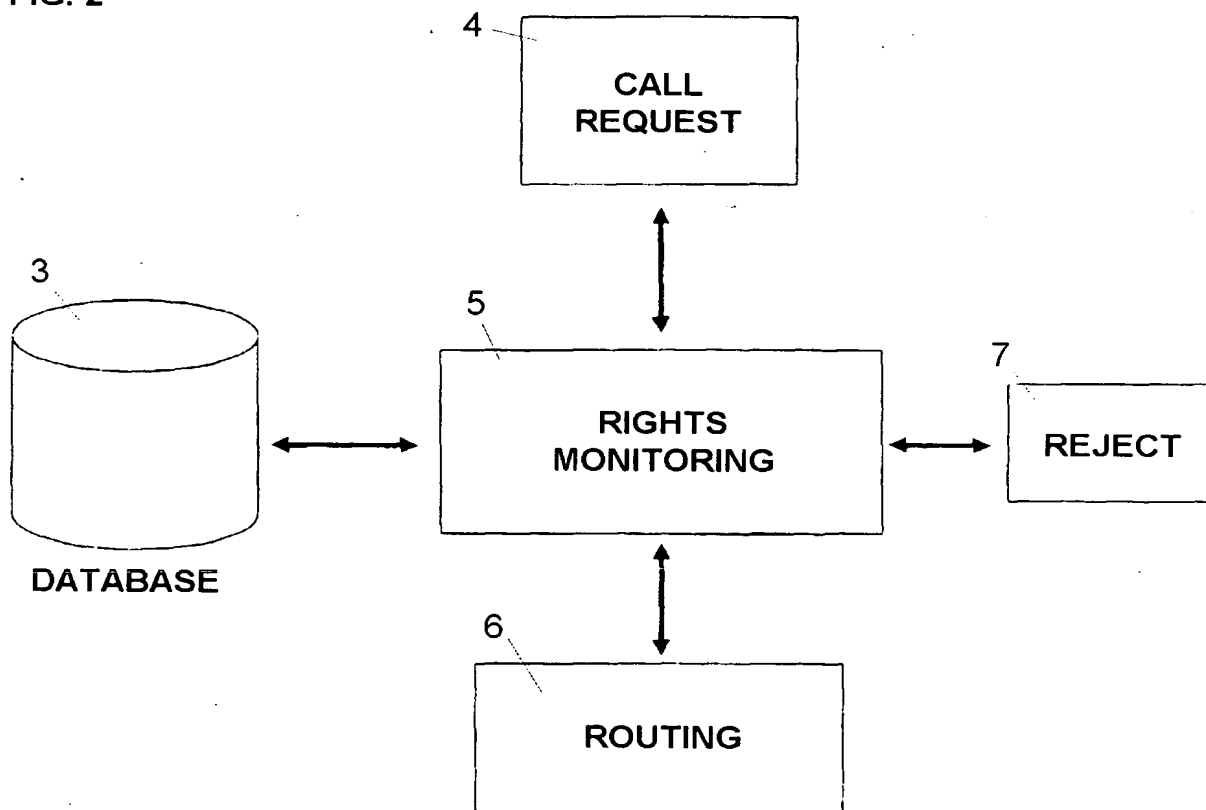 FIG. 2
4
CALL
REQUEST
3
5
7
RIGHTS
MONITORING
REJECT
DATABASE
6
ROUTING